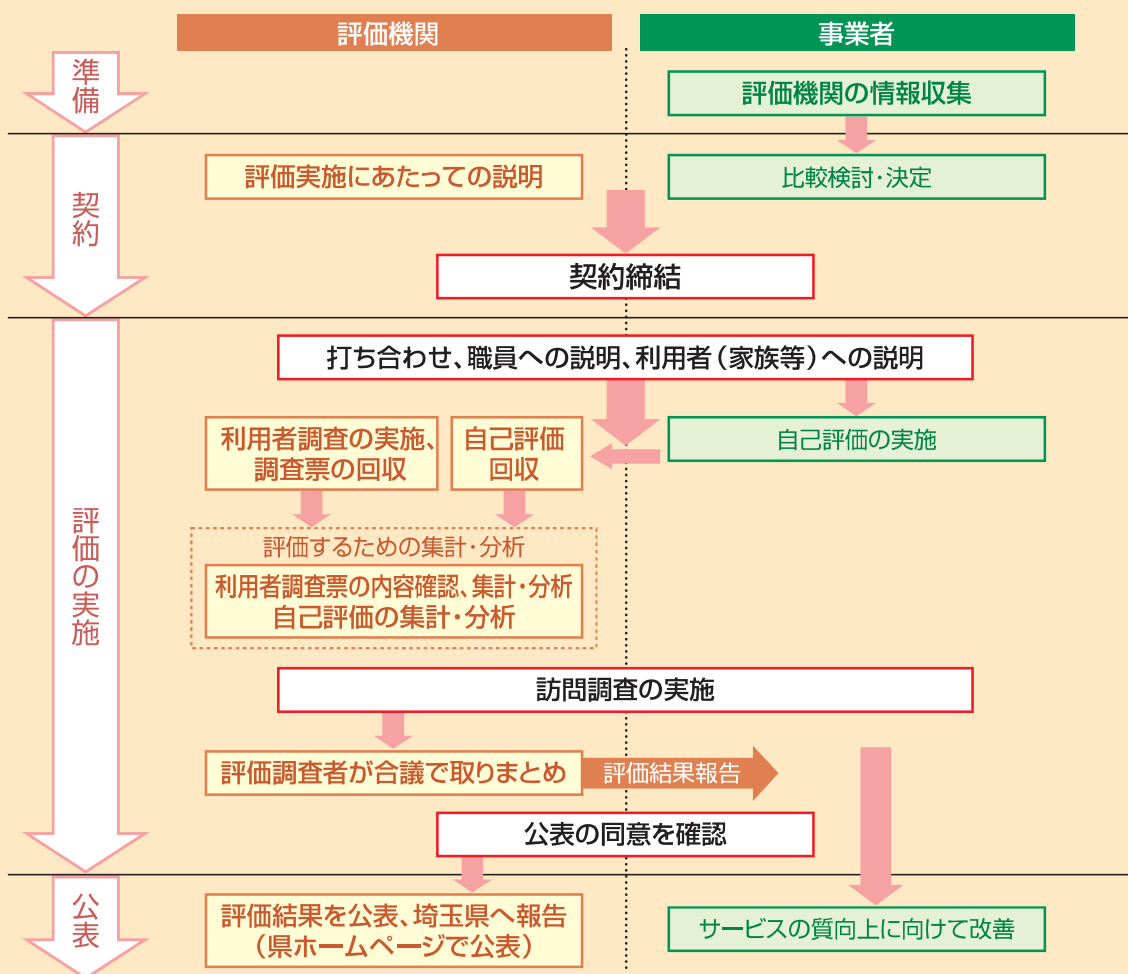 評価機関
事業者
準備
評価機関の情報収集
契約
評価実施にあたっての説明
比較検討・決定
契約締結
評価の実施
打ち合わせ、職員への説明、利用者（家族等）への説明
利用者調査の実施、
調査票の回収
自己評価
回収
自己評価の実施
評価するための集計・分析
利用者調査票の内容確認、集計・分析
自己評価の集計・分析
訪問調査の実施
評価調査者が合議で取りまとめ
評価結果報告
公表の同意を確認
公表
評価結果を公表、埼玉県へ報告
（県ホームページで公表）
サービスの質向上に向けて改善